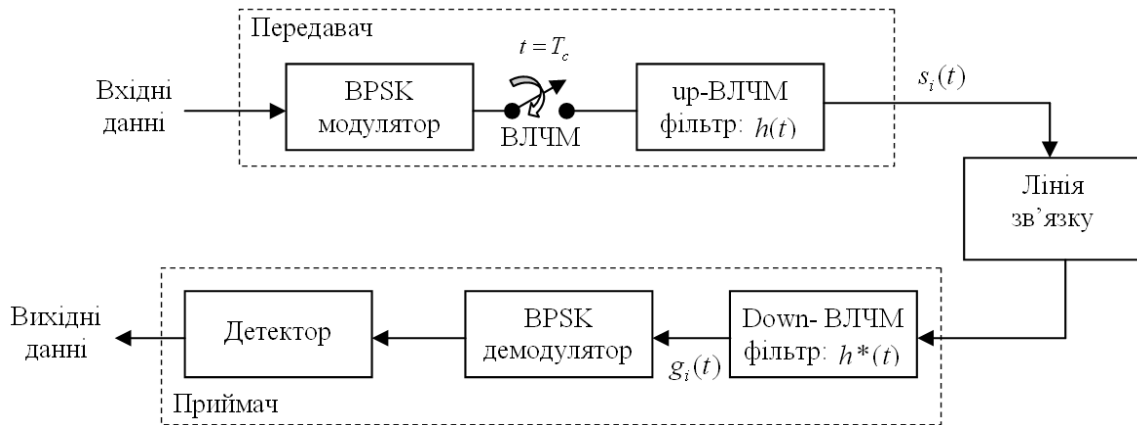 Передавач
Вхідні
данні
BPSK
модулятор
t = T_c
ВЛЧМ
up-ВЛЧМ
фільтр: h(t)
s_i(t)
Лінія
зв’язку
Вихідні
данні
Детектор
BPSK
демодулятор
g_i(t)
Down- ВЛЧМ
фільтр: h*(t)
Приймач